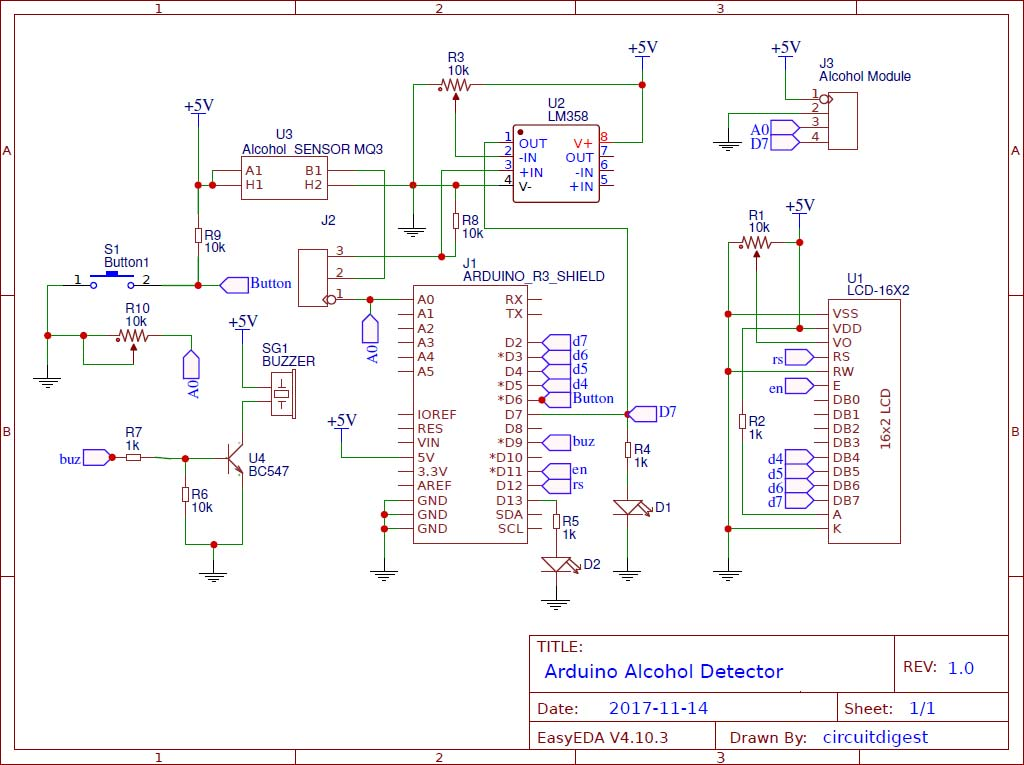 1 2 3
A
B
A
B
+5V
U3
Alcohol SENSOR MQ3
A1 B1
H1 H2
R9
10k
S1
Button1
1 2
Button
R10
10k
A0
+5V
SG1
BUZZER
buz
R7
1k
U4
BC547
R6
10k
R3
10k
+5V
U2
LM358
1 OUT V+ 8
2 -IN OUT 7
3 +IN -IN 6
4 V- +IN 5
R8
10k
J2
3
2
1
A0
J1
ARDUINO_R3_SHIELD
A0 RX
A1 TX
A2
A3 D2 d7
A4 *D3 d6
A5 D4 d5
*D5 d4
*D6 Button
IOREF D7 D7
RES D8
VIN *D9 buz
+5V
5V *D10
3.3V *D11 en
AREF D12 rs
GND D13
GND SDA
GND SCL
R4
1k
D1
R5
1k
D2
+5V
J3
Alcohol Module
1
2
A0 3
D7 4
R1
10k
+5V
U1
LCD-16X2
VSS
VDD
VO
rs RS
RW
en E
DB0
DB1
DB2
DB3
d4 DB4
d5 DB5
d6 DB6
d7 DB7
A
K
16x2 LCD
R2
1k
TITLE:
Arduino Alcohol Detector
REV: 1.0
Date: 2017-11-14
Sheet: 1/1
EasyEDA V4.10.3
Drawn By: circuitdigest
1 2 3